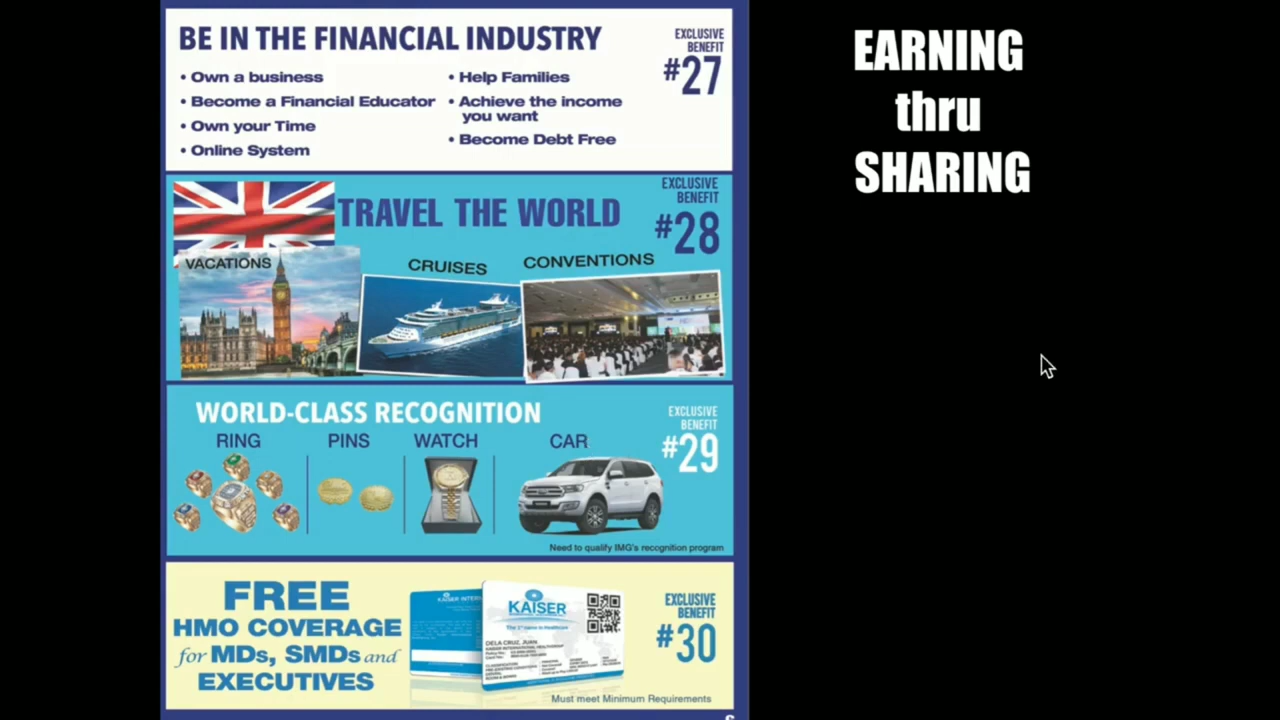 BE IN THE FINANCIAL INDUSTRY
EXCLUSIVE
BENEFIT
#27
• Own a business
• Become a Financial Educator
• Own your Time
• Online System
• Help Families
• Achieve the income
you want
• Become Debt Free
EARNING
thru
SHARING
TRAVEL THE WORLD
EXCLUSIVE
BENEFIT
#28
VACATIONS
CRUISES
CONVENTIONS
WORLD-CLASS RECOGNITION
EXCLUSIVE
BENEFIT
#29
RING
PINS
WATCH
CAR
Need to qualify IMG's recognition program
FREE
HMO COVERAGE
for MDs, SMDs and
EXECUTIVES
KAISER
DELA CRUZ, JUAN
EXCLUSIVE
BENEFIT
#30
Must meet Minimum Requirements